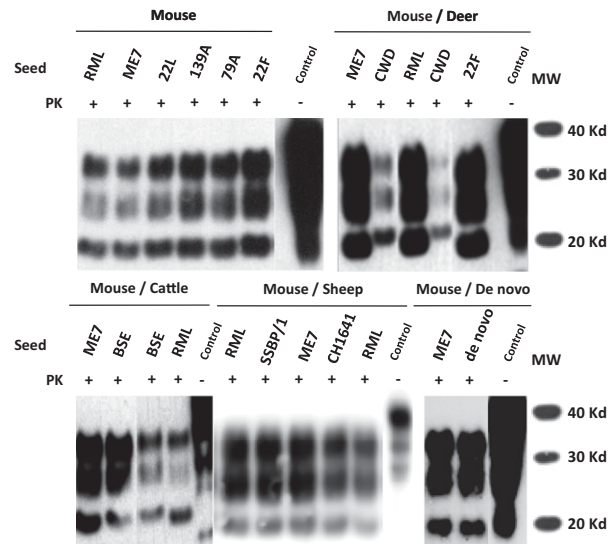 Mouse
Mouse / Deer
Seed RML ME7 22L 139A 79A 22F Control ME7 CWD RML CWD 22F Control MW
PK + + + + + + - + + + + + -
40 Kd
30 Kd
20 Kd
Mouse / Cattle Mouse / Sheep Mouse / De novo
Seed ME7 BSE BSE RML Control RML SSBP/1 ME7 CH1641 RML Control ME7 de novo Control MW
PK + + + + - + + + + + - + + -
40 Kd
30 Kd
20 Kd